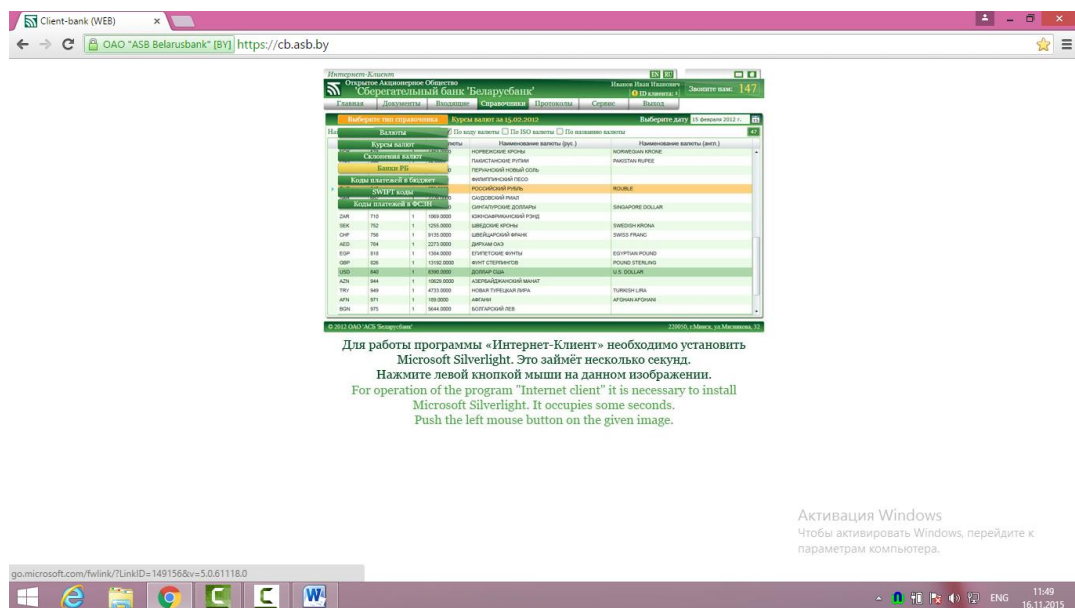 Client-bank (WEB)
ОАО "ASB Belarusbank" [BY] https://cb.asb.by
Интернет-Клиент EN RU
Открытое Акционерное Общество
'Сберегательный банк 'Беларусбанк'
Иванов Иван Иванович
ID клиента:
Звоните нам: 147
Главная Документы Входящие Справочники Протоколы Сервис Выход
Выберите тип справочника Курсы валют за 15.02.2012 Выберите дату 15 февраля 2012 г.
По коду валюты По ISO валюты По названию валюты 47
Наименование валюты (рус.) Наименование валюты (англ.)
Валюты
Курсы валют
Склонения валют
Банки РБ
Коды платежей в бюджет
SWIFT коды
Коды платежей в ФСЗН
НОРВЕЖСКИЕ КРОНЫ NORWEGIAN KRONE
ПАКИСТАНСКИЕ РУПИИ PAKISTAN RUPEE
ПЕРУАНСКИЙ НОВЫЙ СОЛЬ
ФИЛИППИНСКИЙ ПЕСО
РОССИЙСКИЙ РУБЛЬ ROUBLE
САУДОВСКИЙ РИАЛ
СИНГАПУРСКИЕ ДОЛЛАРЫ SINGAPORE DOLLAR
ZAR 710 1 1069.0000 ЮЖНОАФРИКАНСКИЙ РЭНД
SEK 752 1 1255.0000 ШВЕДСКИЕ КРОНЫ SWEDISH KRONA
CHF 756 1 9135.0000 ШВЕЙЦАРСКИЙ ФРАНК SWISS FRANC
AED 784 1 2273.0000 ДИРХАМ ОАЭ
EGP 818 1 1384.0000 ЕГИПЕТСКИЕ ФУНТЫ EGYPTIAN POUND
GBP 826 1 13192.0000 ФУНТ СТЕРЛИНГОВ POUND STERLING
USD 840 1 8390.0000 ДОЛЛАР США U.S. DOLLAR
AZN 944 1 10629.0000 АЗЕРБАЙДЖАНСКИЙ МАНАТ
TRY 949 1 4733.0000 НОВАЯ ТУРЕЦКАЯ ЛИРА TURKISH LIRA
AFN 971 1 169.0000 АФГАНИ AFGHAN AFGHANI
BGN 975 1 5644.0000 БОЛГАРСКИЙ ЛЕВ
© 2012 ОАО 'АСБ 'Беларусбанк' 220050, г.Минск, ул.Мясникова, 32
Для работы программы «Интернет-Клиент» необходимо установить
Microsoft Silverlight. Это займёт несколько секунд.
Нажмите левой кнопкой мыши на данном изображении.
For operation of the program "Internet client" it is necessary to install
Microsoft Silverlight. It occupies some seconds.
Push the left mouse button on the given image.
Активация Windows
Чтобы активировать Windows, перейдите к
параметрам компьютера.
go.microsoft.com/fwlink/?LinkID=149156&v=5.0.61118.0
ENG 11:49
16.11.2015